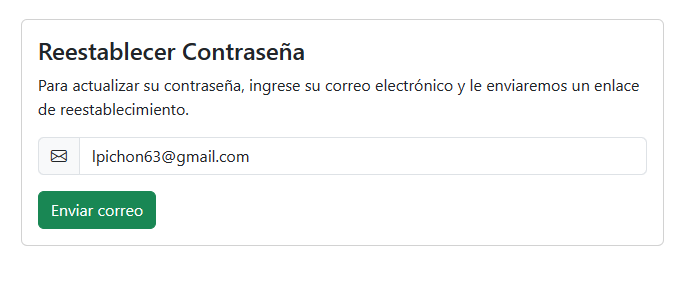 Reestablecer Contraseña
Para actualizar su contraseña, ingrese su correo electrónico y le enviaremos un enlace
de reestablecimiento.
lpichon63@gmail.com
Enviar correo